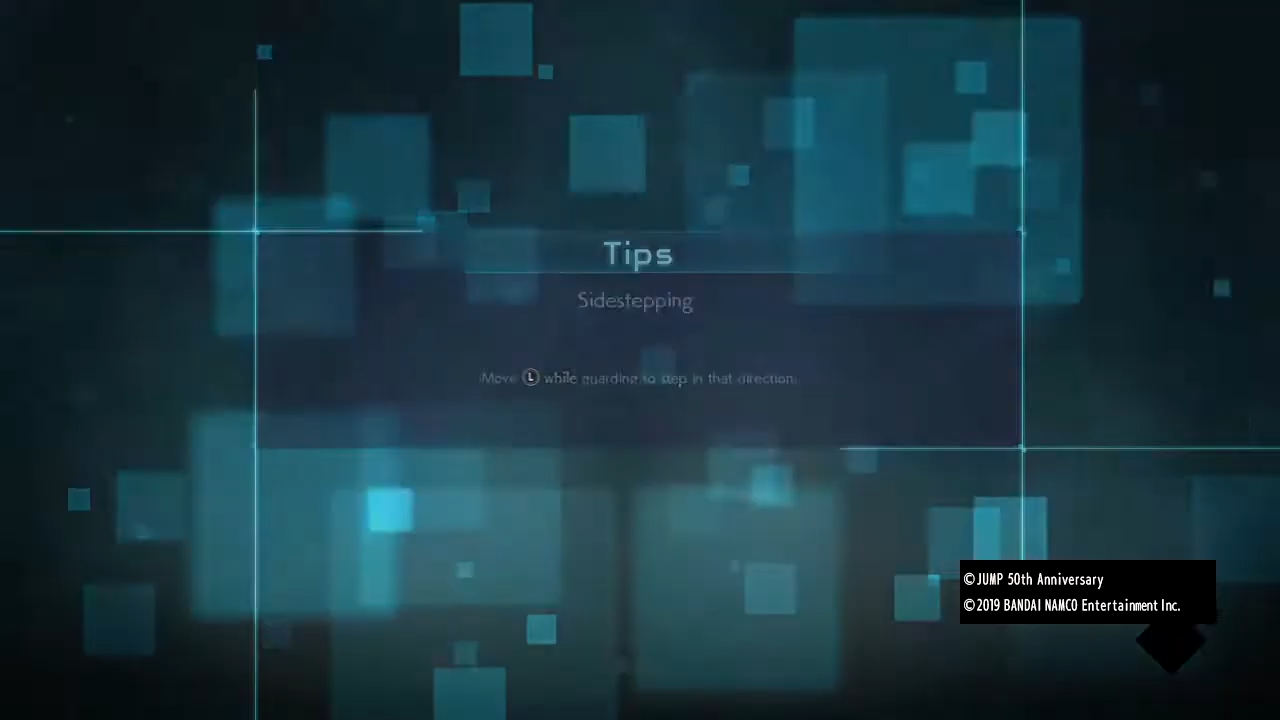 Tips
Sidestepping
Move L while guarding to step in that direction.
©JUMP 50th Anniversary
©2019 BANDAI NAMCO Entertainment Inc.